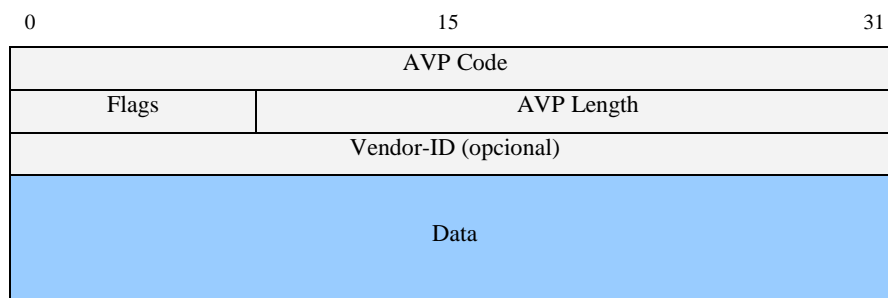 0 15 31
AVP Code
Flags AVP Length
Vendor-ID (opcional)
Data